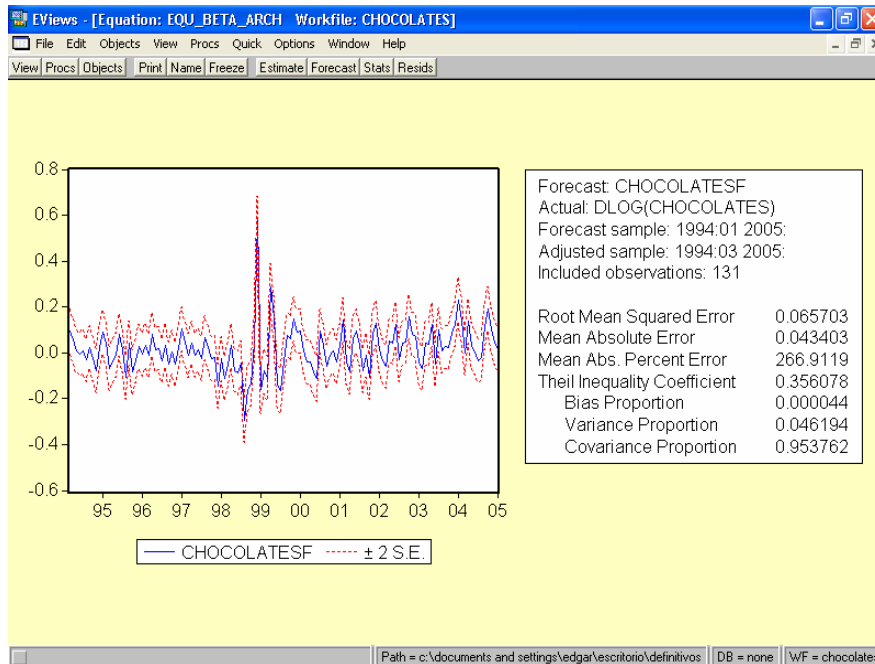 EViews - [Equation: EQU_BETA_ARCH Workfile: CHOCOLATES]
File Edit Objects View Procs Quick Options Window Help
View Procs Objects Print Name Freeze Estimate Forecast Stats Resids
0.8
0.6
0.4
0.2
0.0
-0.2
-0.4
-0.6
95 96 97 98 99 00 01 02 03 04 05
CHOCOLATESF ± 2 S.E.
Forecast: CHOCOLATESF
Actual: DLOG(CHOCOLATES)
Forecast sample: 1994:01 2005:
Adjusted sample: 1994:03 2005:
Included observations: 131
Root Mean Squared Error 0.065703
Mean Absolute Error 0.043403
Mean Abs. Percent Error 266.9119
Theil Inequality Coefficient 0.356078
Bias Proportion 0.000044
Variance Proportion 0.046194
Covariance Proportion 0.953762
Path = c:\documents and settings\edgar\escritorio\definitivos DB = none WF = chocolate